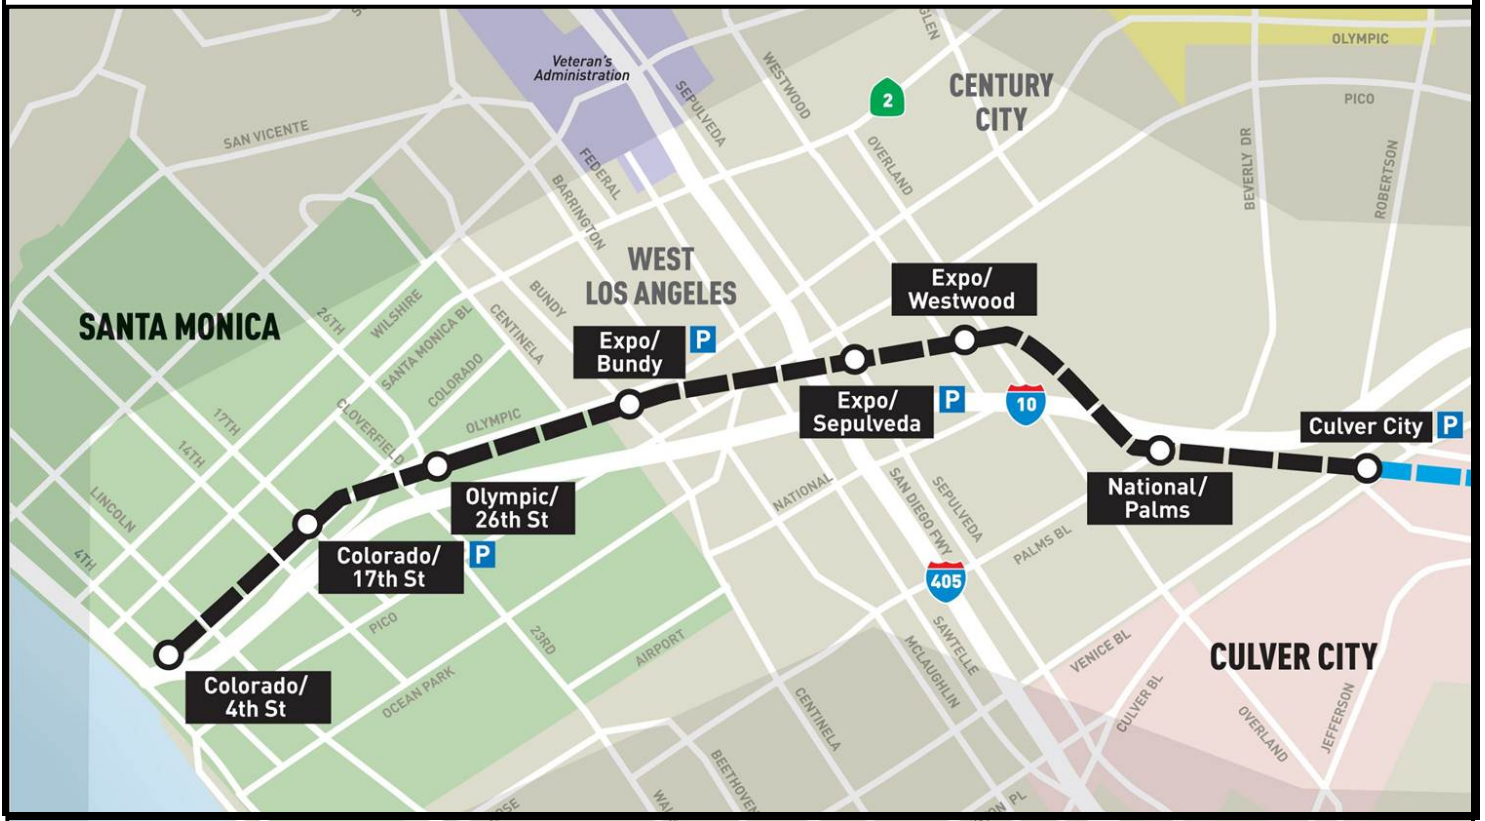 Veteran's
Administration
GLEN
OLYMPIC
SEPULVEDA
WESTWOOD
2
CENTURY
CITY
PICO
SAN VICENTE
FEDERAL
BARRINGTON
OVERLAND
BEVERLY DR
ROBERTSON
WEST
LOS ANGELES
Expo/
Westwood
SANTA MONICA
26TH
WILSHIRE
SANTA MONICA BL
COLORADO
CENTINELA
BUNDY
Expo/
Bundy
P
Expo/
Sepulveda
P
10
Culver City
P
17TH
14TH
CLOVERFIELD
OLYMPIC
LINCOLN
4TH
Olympic/
26th St
NATIONAL
SAN DIEGO FWY
SEPULVEDA
PALMS BL
National/
Palms
Colorado/
17th St
P
405
PICO
23RD
AIRPORT
OCEAN PARK
Colorado/
4th St
SAWTELLE
MCLAUGHLIN
VENICE BL
CULVER CITY
CENTINELA
CULVER BL
OVERLAND
JEFFERSON
BEETHOVEN
PL